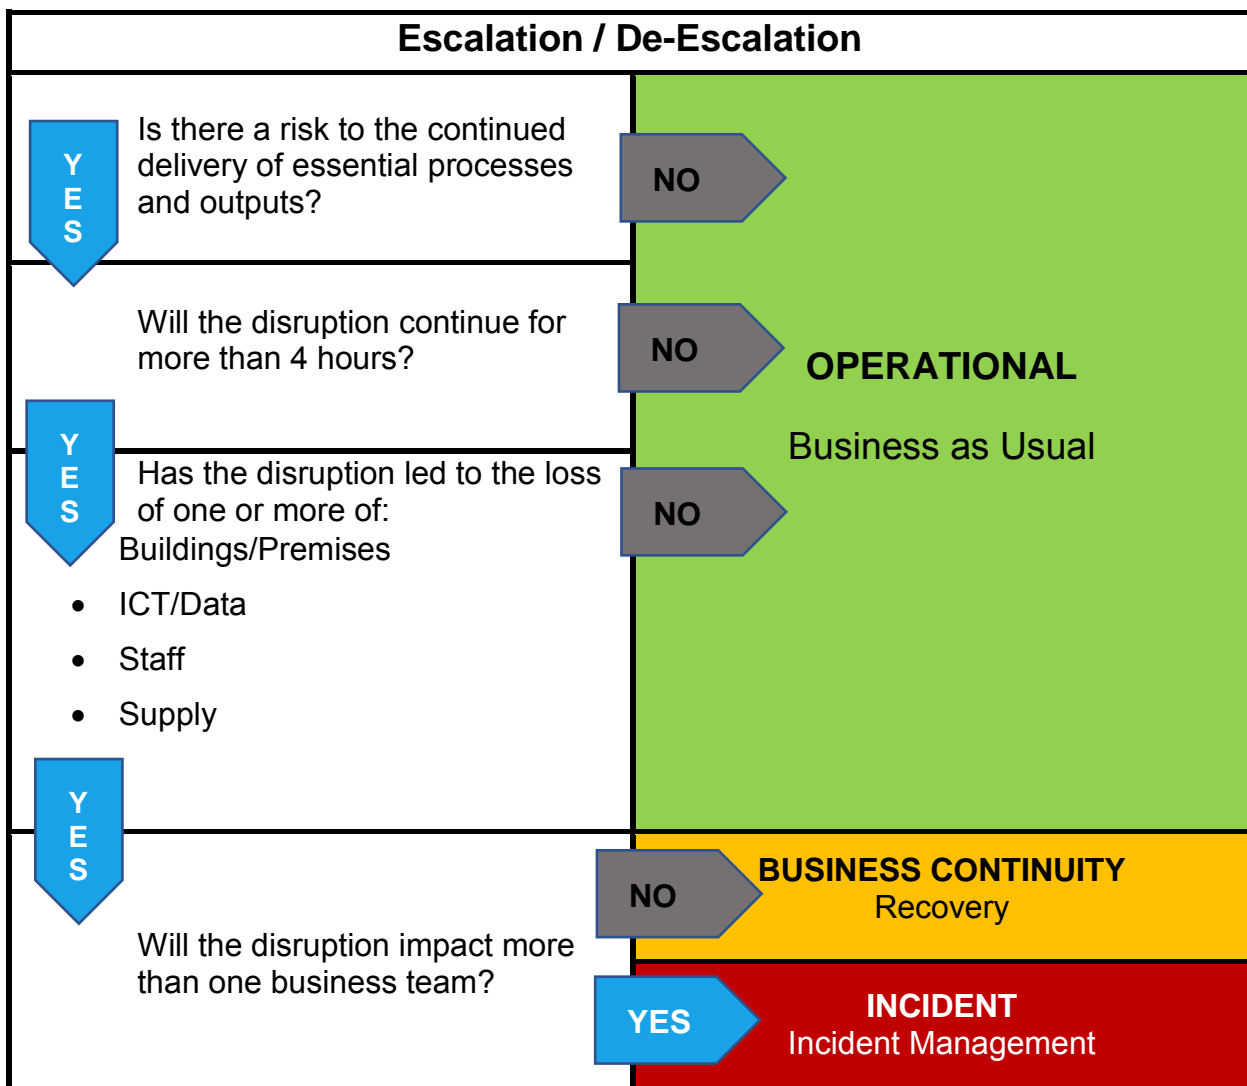 Escalation / De-Escalation
Is there a risk to the continued
delivery of essential processes
and outputs?
YES
NO
Will the disruption continue for
more than 4 hours?
YES
NO
OPERATIONAL
Business as Usual
Has the disruption led to the loss
of one or more of:
Buildings/Premises
• ICT/Data
• Staff
• Supply
NO
YES
Will the disruption impact more
than one business team?
NO
BUSINESS CONTINUITY
Recovery
YES
INCIDENT
Incident Management